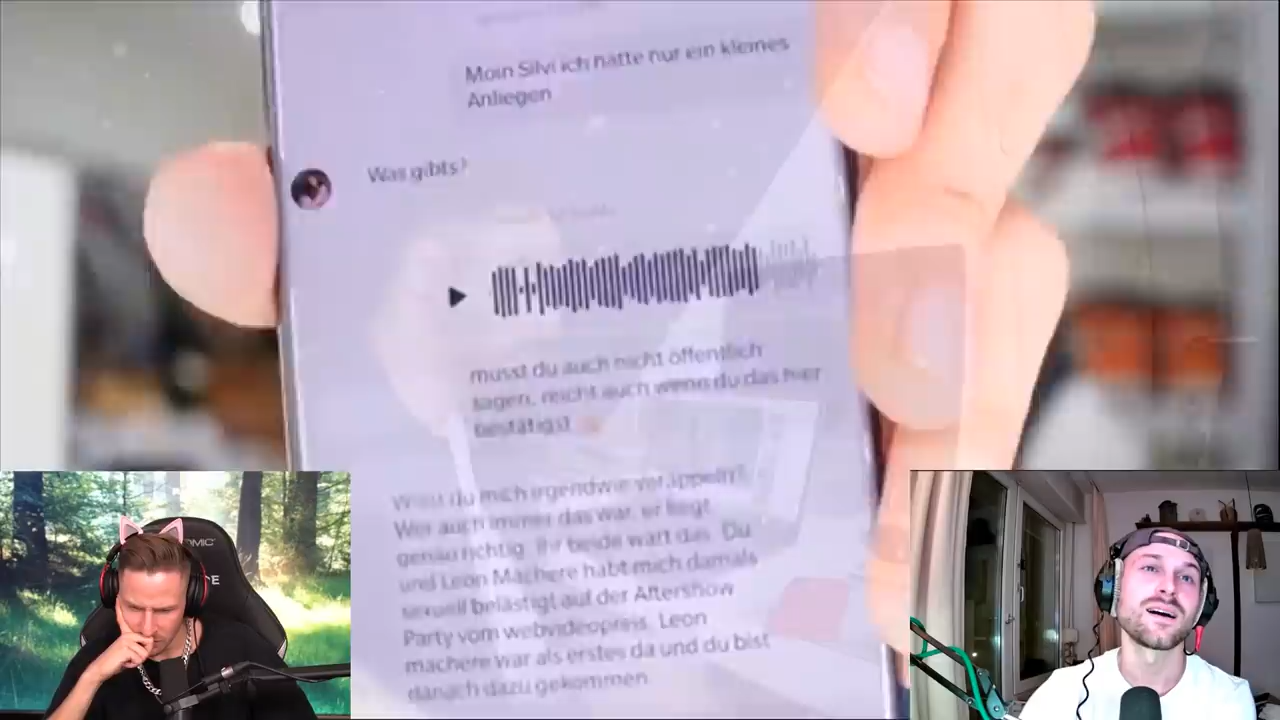 Moin Silvi ich hatte nur ein kleines
Anliegen
Was gibts?
musst du auch nicht öffentlich
sagen, reicht auch wenn du das hier
bestätigst
Willst du mich irgendwie veräppeln?
Wer auch immer das war, er liegt
genau richtig. Ihr beide wart das. Du
und Leon Machere habt mich damals
sexuell belästigt auf der Aftershow
Party vom webvideopreis. Leon
machere war als erstes da und du bist
danach dazu gekommen